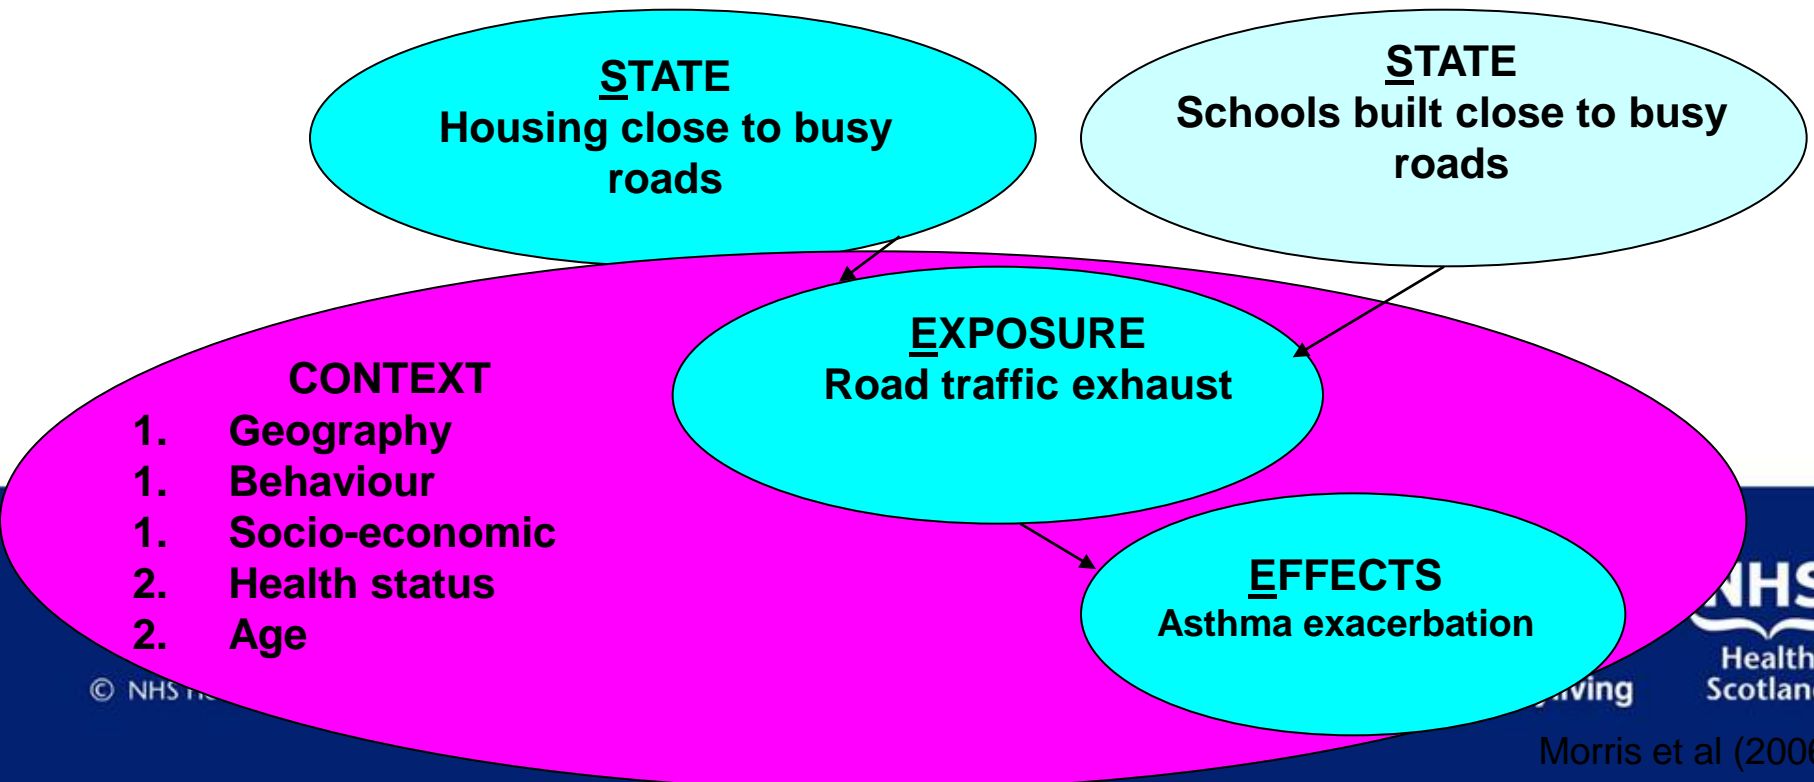 STATE
Housing close to busy
roads
STATE
Schools built close to busy
roads
EXPOSURE
Road traffic exhaust
CONTEXT
1. Geography
1. Behaviour
1. Socio-economic
2. Health status
2. Age
EFFECTS
Asthma exacerbation
NHS
Health
© NHS
Morris et al